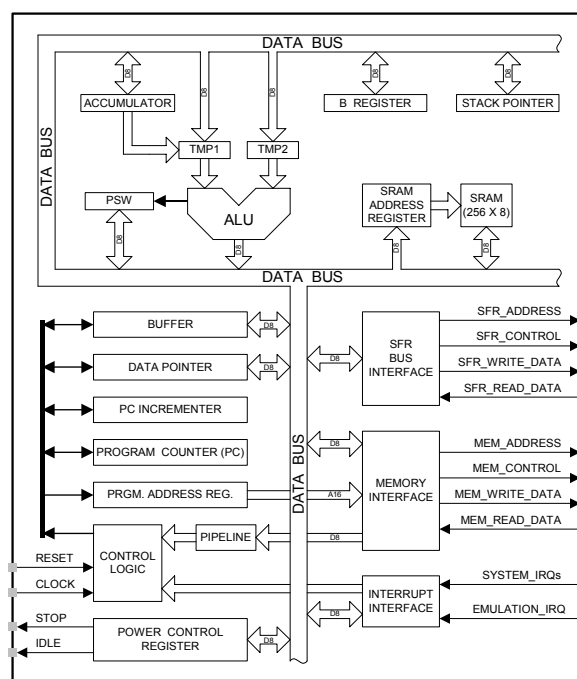 DATA BUS
D8
D8
D8
D8
D8
ACCUMULATOR
B REGISTER
STACK POINTER
DATA BUS
TMP1
TMP2
PSW
ALU
SRAM
ADDRESS
REGISTER
SRAM
(256 X 8)
D8
D8
D8
D8
DATA BUS
BUFFER
D8
DATA POINTER
D8
PC INCREMENTER
PROGRAM COUNTER (PC)
PRGM. ADDRESS REG.
A16
DATA BUS
D8
SFR
BUS
INTERFACE
SFR_ADDRESS
SFR_CONTROL
SFR_WRITE_DATA
SFR_READ_DATA
D8
MEMORY
INTERFACE
MEM_ADDRESS
MEM_CONTROL
MEM_WRITE_DATA
MEM_READ_DATA
RESET
CLOCK
CONTROL
LOGIC
PIPELINE
D8
INTERRUPT
INTERFACE
SYSTEM_IRQs
EMULATION_IRQ
D8
STOP
IDLE
POWER CONTROL
REGISTER
D8